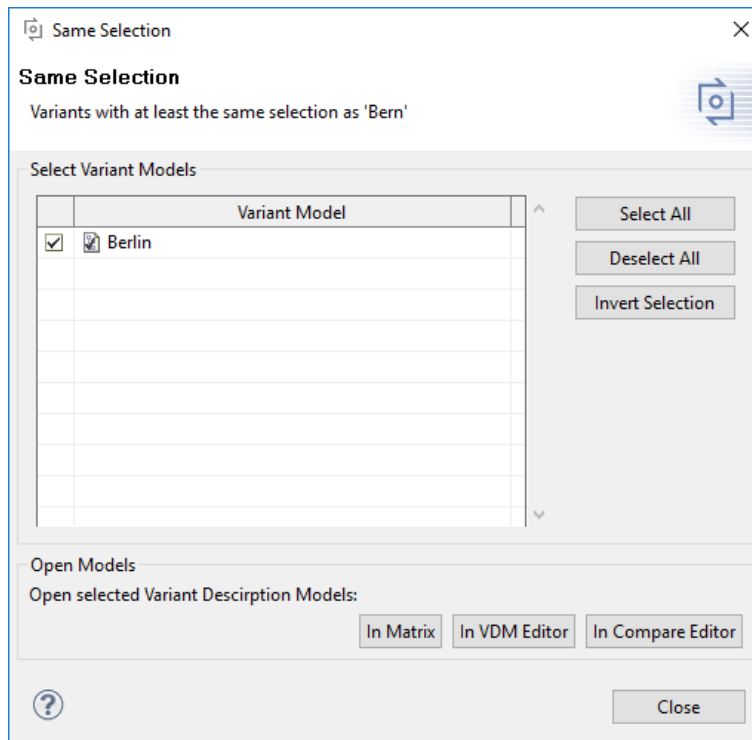 Same Selection
Same Selection
Variants with at least the same selection as 'Bern'
Select Variant Models
Variant Model
Select All
Berlin
Deselect All
Invert Selection
Open Models
Open selected Variant Descirption Models:
In Matrix In VDM Editor In Compare Editor
Close